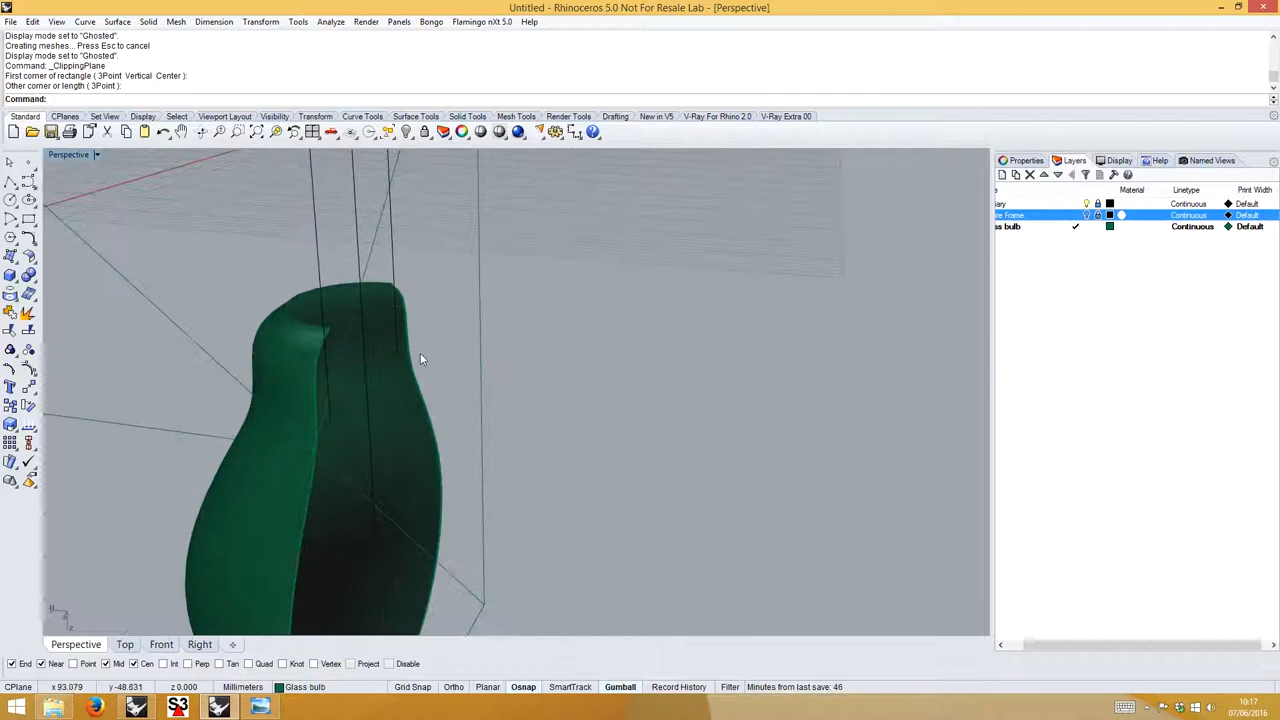 Untitled - Rhinoceros 5.0 Not For Resale Lab - [Perspective]
File Edit View Curve Surface Solid Mesh Dimension Transform Tools Analyze Render Panels Bongo Flamingo nXt 5.0 Help
Display mode set to "Ghosted".
Creating meshes... Press Esc to cancel
Display mode set to "Ghosted".
Command: _ClippingPlane
First corner of rectangle ( 3Point Vertical Center ):
Other corner or length ( 3Point ):
Command:
Standard CPlanes Set View Display Select Viewport Layout Visibility Transform Curve Tools Surface Tools Solid Tools Mesh Tools Render Tools Drafting New in V5 V-Ray For Rhino 2.0 V-Ray Extra 00
Perspective
Properties Layers Display Help Named Views
Material Linetype Print Width
iary Continuous Default
re Frame Continuous Default
ss bulb Continuous Default
z
Perspective Top Front Right
End Near Point Mid Cen Int Perp Tan Quad Knot Vertex Project Disable
CPlane x 93.079 y -48.631 z 0.000 Millimeters Glass bulb Grid Snap Ortho Planar Osnap SmartTrack Gumball Record History Filter Minutes from last save: 46
S3
10:17
07/06/2016